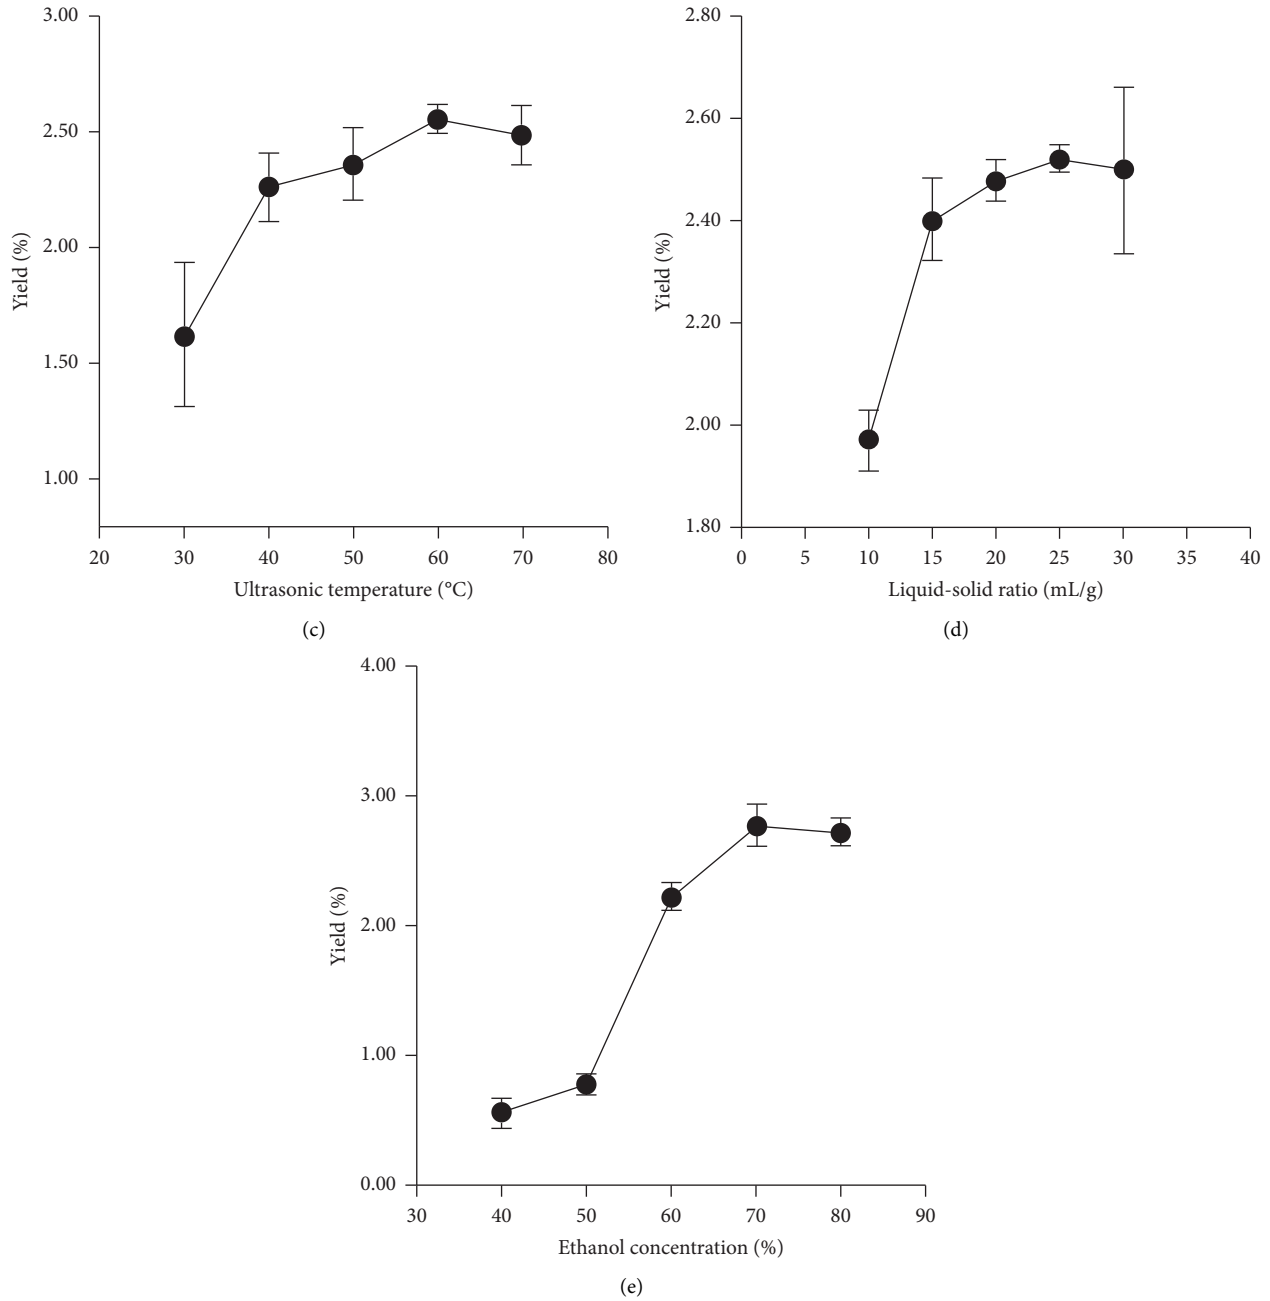 3.00
2.50
2.00
1.50
1.00
Yield (%)
20 30 40 50 60 70 80
Ultrasonic temperature (°C)
(c)
2.80
2.60
2.40
2.20
2.00
1.80
Yield (%)
0 5 10 15 20 25 30 35 40
Liquid-solid ratio (mL/g)
(d)
4.00
3.00
2.00
1.00
0.00
Yield (%)
30 40 50 60 70 80 90
Ethanol concentration (%)
(e)